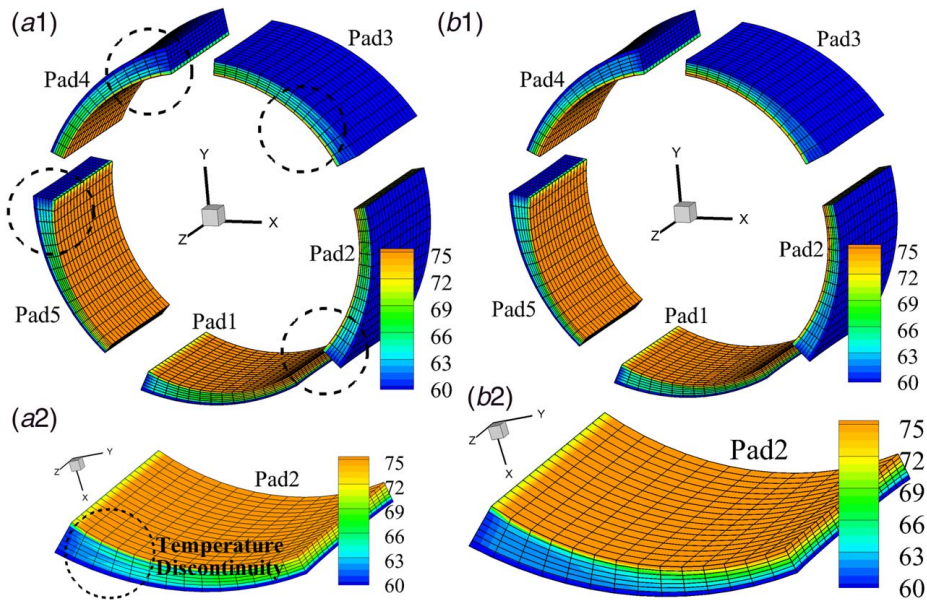 (a1)
Pad3
Pad4
Y
X
Z
Pad2
Pad5
Pad1
75
72
69
66
63
60
(b1)
Pad3
Pad4
Y
X
Z
Pad2
Pad5
Pad1
75
72
69
66
63
60
(a2)
Z
Y
X
Pad2
Temperature
Discontinuity
75
72
69
66
63
60
(b2)
Z
Y
X
Pad2
75
72
69
66
63
60